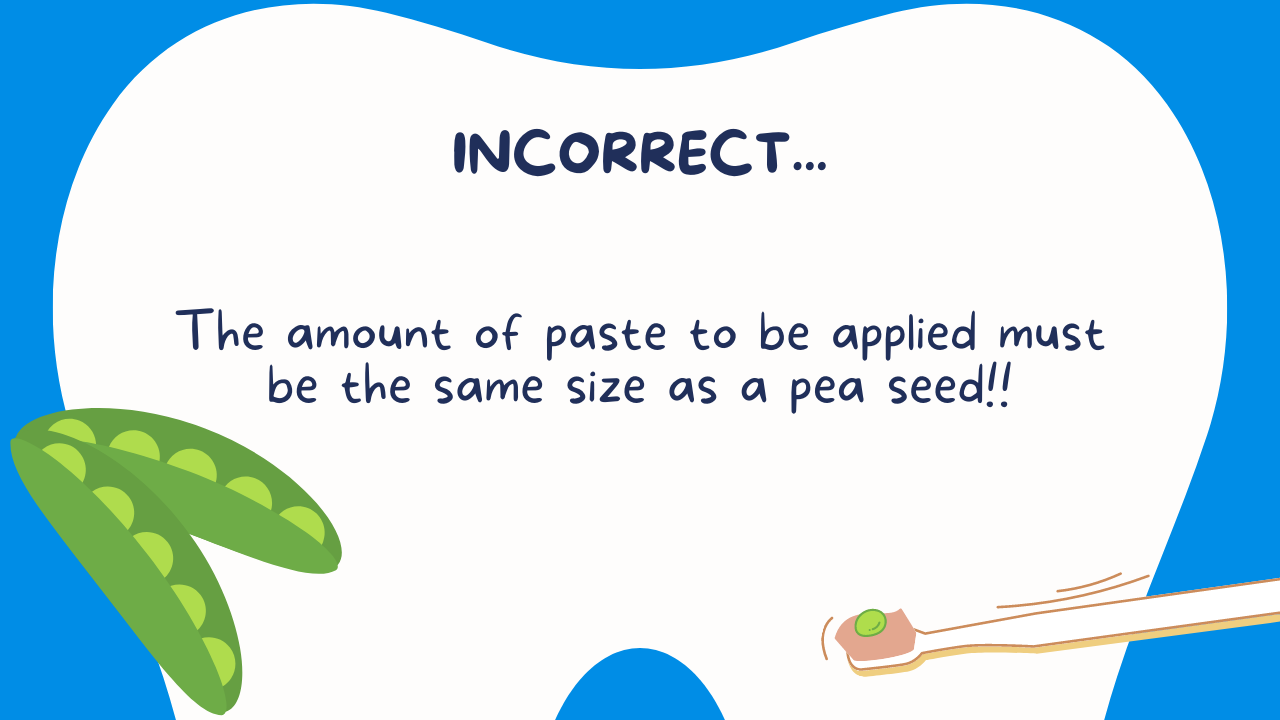 INCORRECT...
The amount of paste to be applied must
be the same size as a pea seed!!